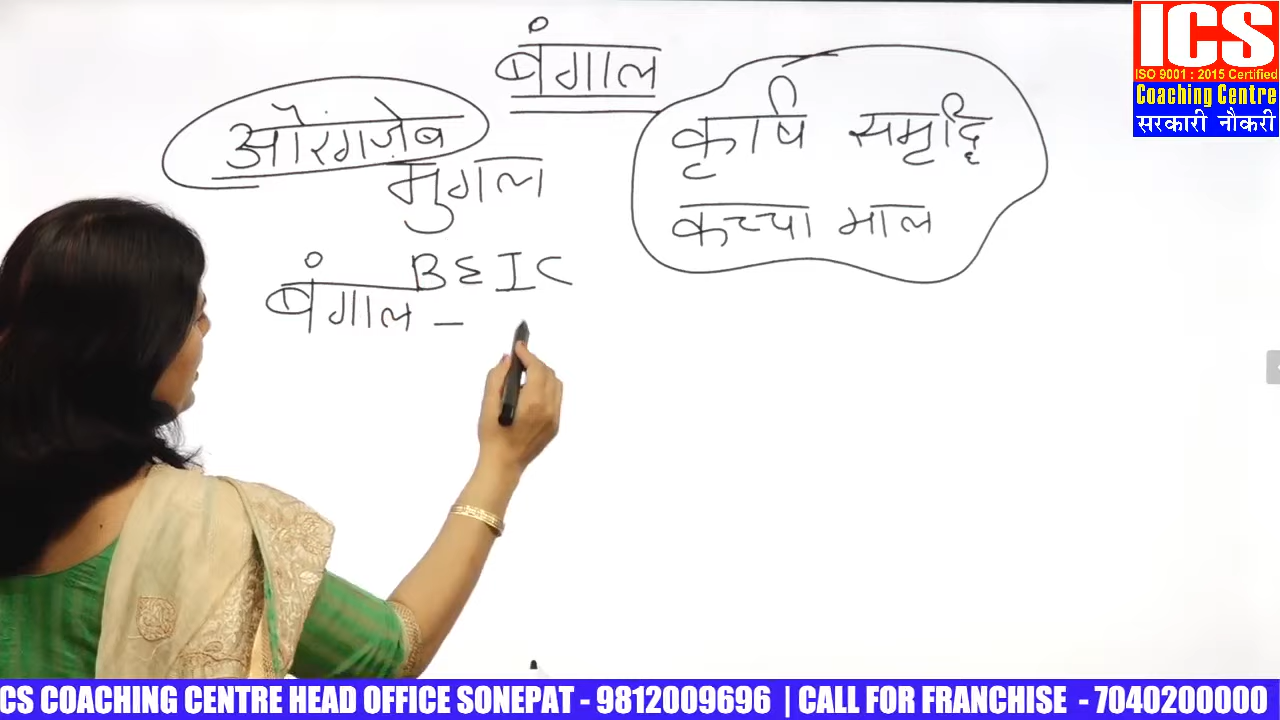 बंगाल
औरंगज़ेब
मुगल
कृषि समृद्धि
कच्चा माल
BEIC
बंगाल –
ICS
ISO 9001 : 2015 Certified
Coaching Centre
सरकारी नौकरी
ICS COACHING CENTRE HEAD OFFICE SONEPAT - 9812009696 | CALL FOR FRANCHISE - 7040200000